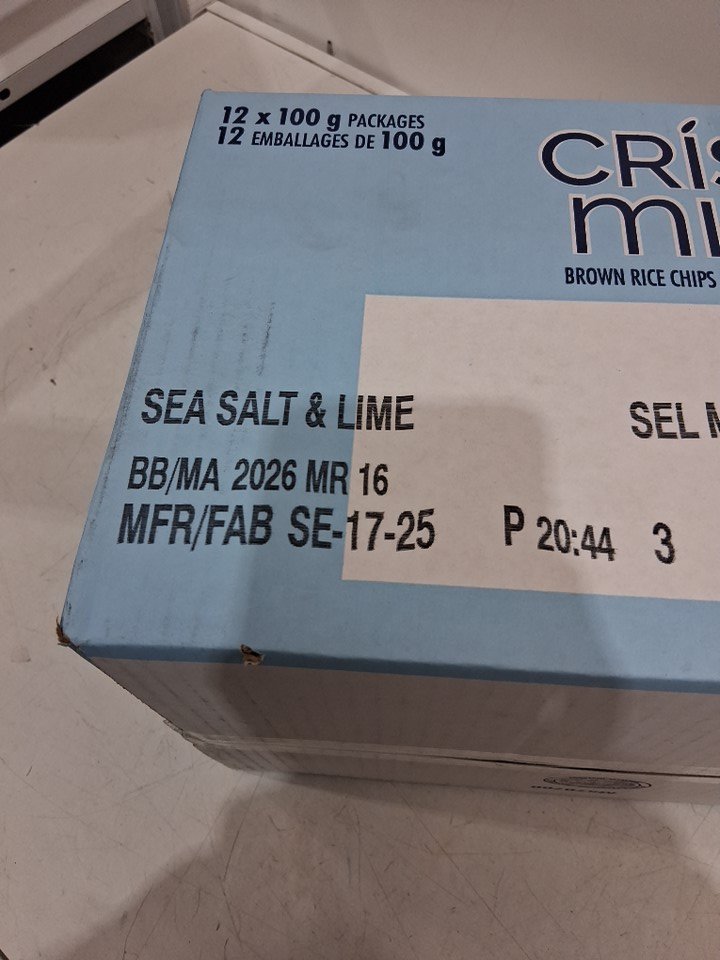 12 x 100 g PACKAGES
12 EMBALLAGES DE 100 g
BROWN RICE CHIPS
SEA SALT & LIME
SEL
BB/MA 2026 MR 16
MFR/FAB SE-17-25 P 20:44 3